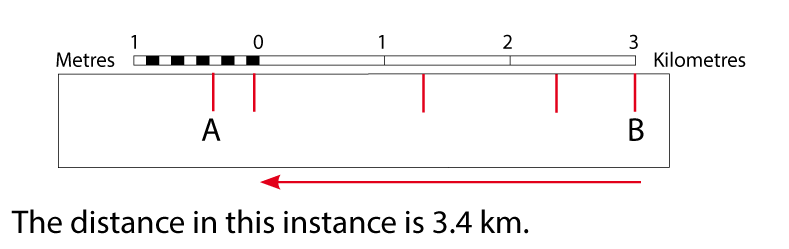 1 0 1 2 3
Metres Kilometres
A B
The distance in this instance is 3.4 km.